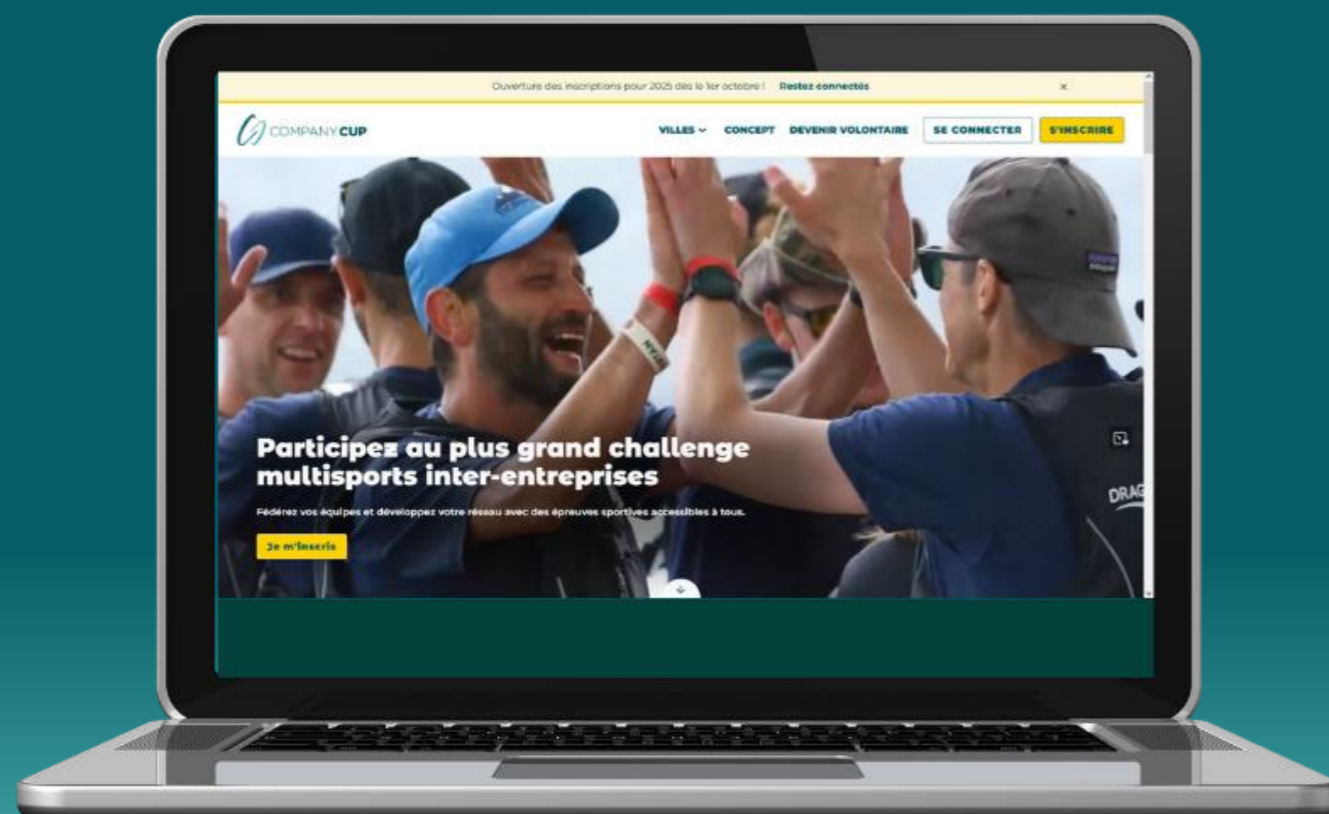 Ouverture des inscriptions pour 2025 dès le 1er octobre ! Restez connectés ×
COMPANY CUP VILLES CONCEPT DEVENIR VOLONTAIRE SE CONNECTER S'INSCRIRE
Participez au plus grand challenge
multisports inter-entreprises
Fédérez vos équipes et développez votre réseau avec des épreuves sportives accessibles à tous.
Je m'inscris
DRAG